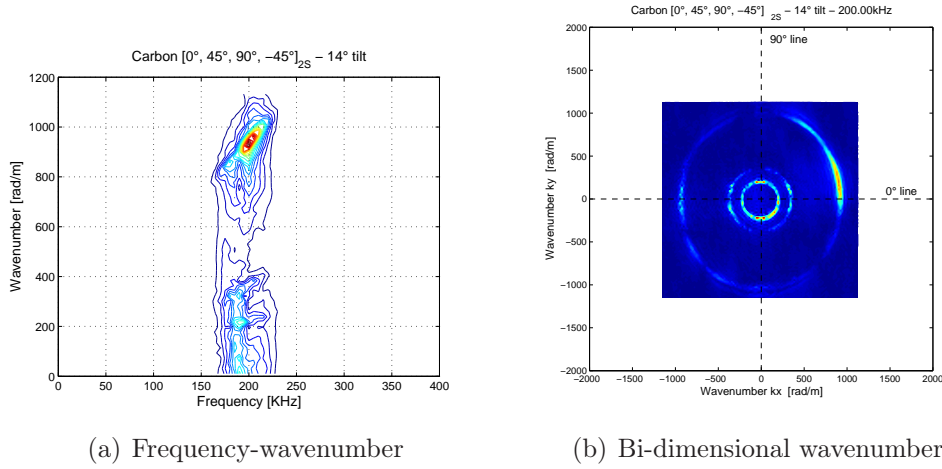 Carbon [0°, 45°, 90°, −45°]2S − 14° tilt
1200
1000
800
600
400
200
0
Wavenumber [rad/m]
0 50 100 150 200 250 300 350 400
Frequency [KHz]
(a) Frequency-wavenumber
Carbon [0°, 45°, 90°, −45°] 2S − 14° tilt − 200.00kHz
90° line
0° line
2000
1500
1000
500
0
−500
−1000
−1500
−2000
Wavenumber ky [rad/m]
−2000 −1500 −1000 −500 0 500 1000 1500 2000
Wavenumber kx [rad/m]
(b) Bi-dimensional wavenumber